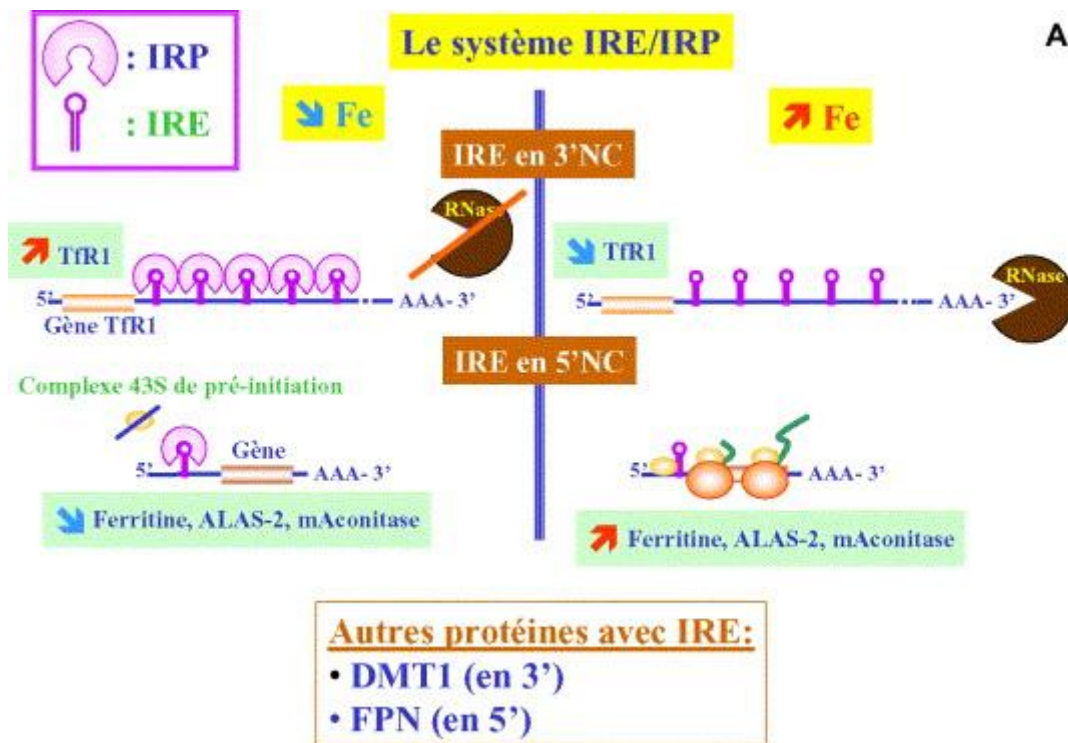 Le système IRE/IRP
A
: IRP
: IRE
Fe
Fe
IRE en 3'NC
RNase
TfR1
5'
AAA- 3'
Gène TfR1
TfR1
RNase
5'
AAA- 3'
IRE en 5'NC
Complexe 43S de pré-initiation
Gène
5'
AAA- 3'
Ferritine, ALAS-2, mAconitase
5'
AAA- 3'
Ferritine, ALAS-2, mAconitase
Autres protéines avec IRE:
• DMT1 (en 3')
• FPN (en 5')